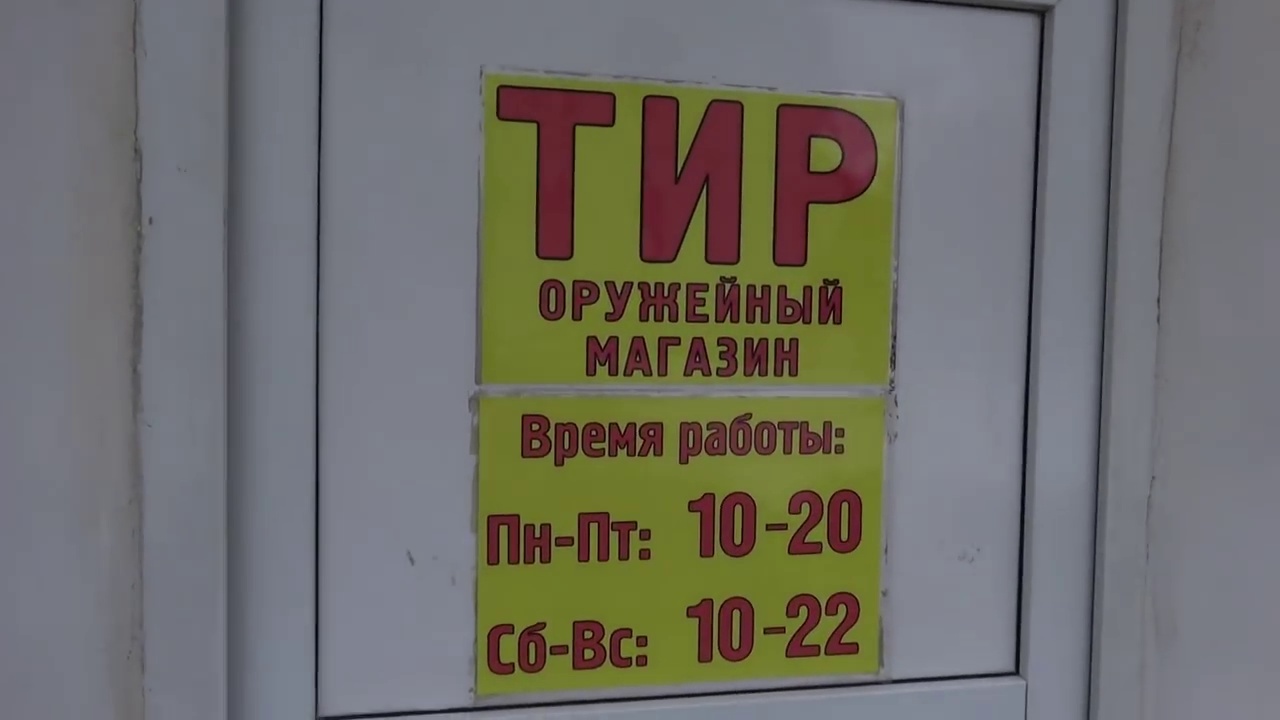 ТИР
ОРУЖЕЙНЫЙ
МАГАЗИН
Время работы:
Пн-Пт: 10-20
Сб-Вс: 10-22